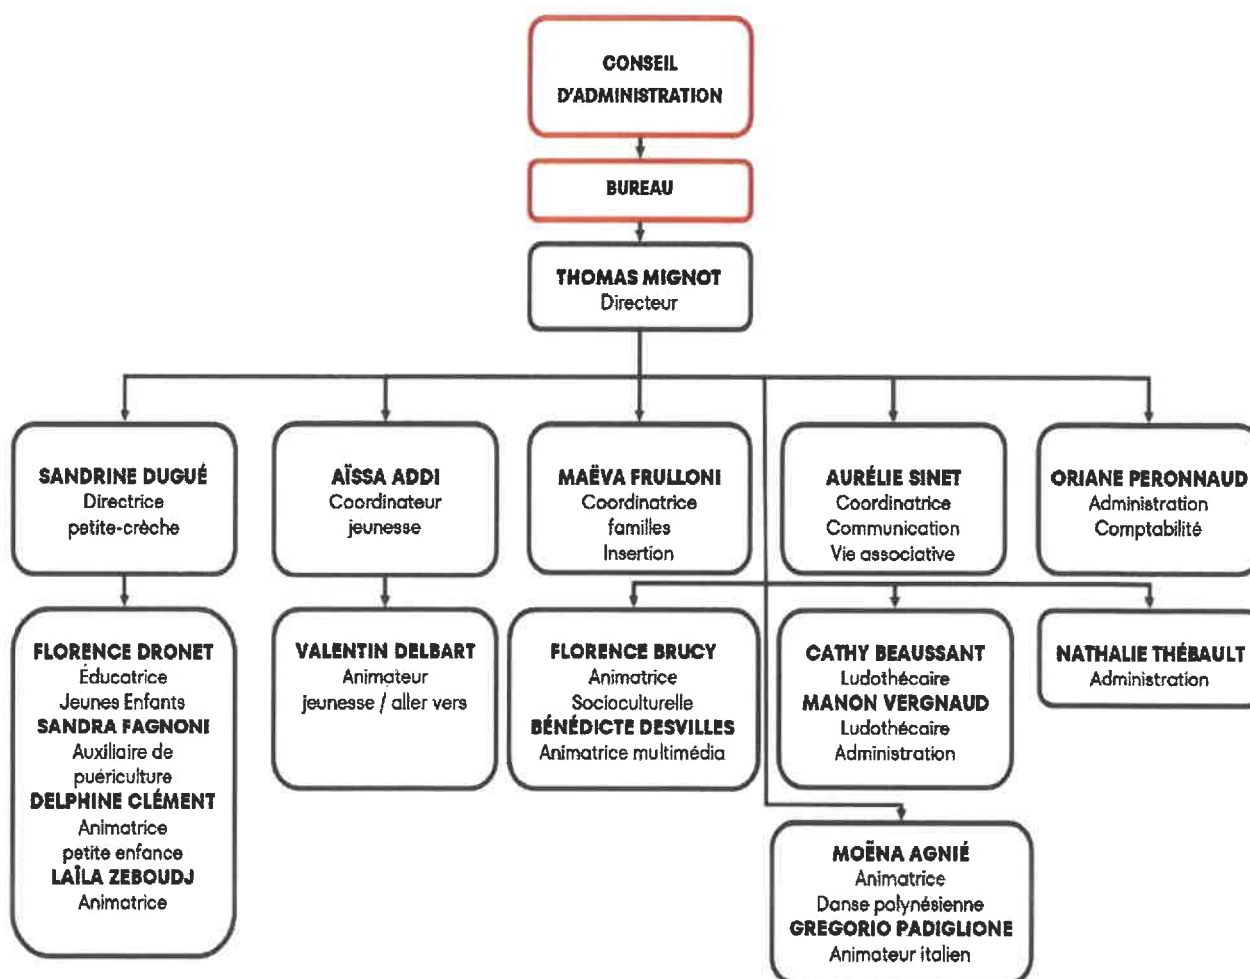 CONSEIL
D'ADMINISTRATION
BUREAU
THOMAS MIGNOT
Directeur
SANDRINE DUGUÉ
Directrice
petite-crèche
AÏSSA ADDI
Coordinateur
jeunesse
MAËVA FRULLONI
Coordinatrice
familles
Insertion
AURÉLIE SINET
Coordinatrice
Communication
Vie associative
ORIANE PERONNAUD
Administration
Comptabilité
FLORENCE DRONET
Éducatrice
Jeunes Enfants
SANDRA FAGNONI
Auxiliaire de
puériculture
DELPHINE CLÉMENT
Animatrice
petite enfance
LAÏLA ZEBOUDJ
Animatrice
VALENTIN DELBART
Animateur
jeunesse / aller vers
FLORENCE BRUCY
Animatrice
Socioculturelle
BÉNÉDICTE DESVILLES
Animatrice multimédia
CATHY BEAUSSANT
Ludothécaire
MANON VERGNAUD
Ludothécaire
Administration
NATHALIE THÉBAULT
Administration
MOËNA AGNIÉ
Animatrice
Danse polynésienne
GREGORIO PADIGLIONE
Animateur italien